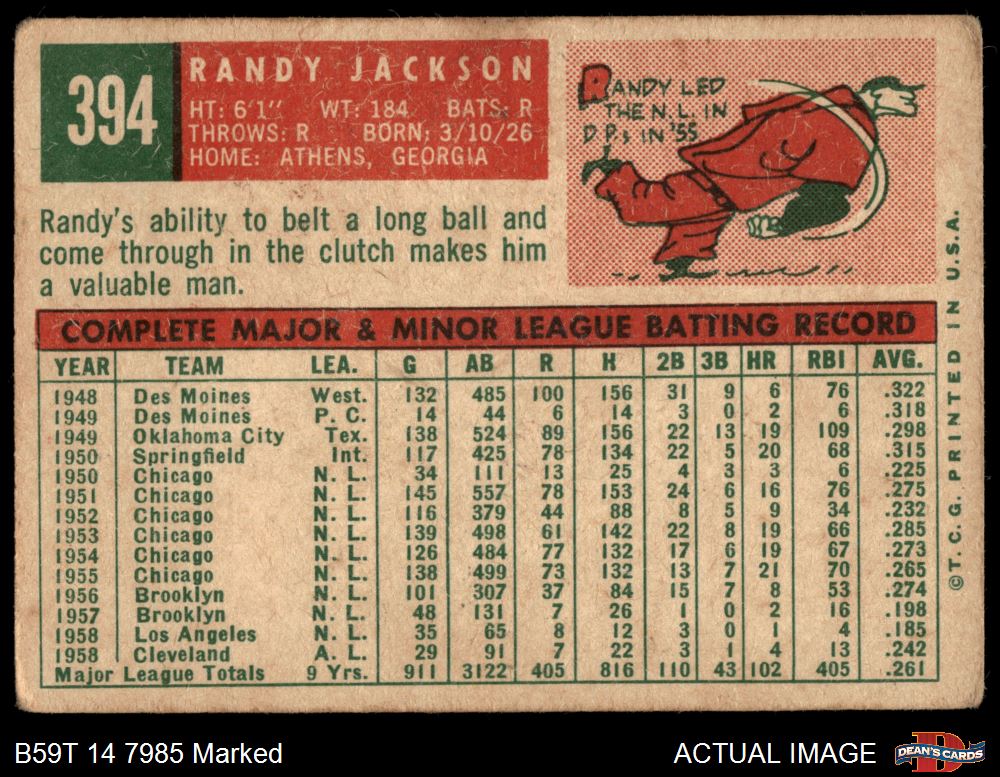 394
RANDY JACKSON
HT: 6'1" WT: 184 BATS: R
THROWS: R BORN: 3/10/26
HOME: ATHENS, GEORGIA
RANDY LED
THE N.L. IN
D P's IN '55
Randy's ability to belt a long ball and
come through in the clutch makes him
a valuable man.
COMPLETE MAJOR & MINOR LEAGUE BATTING RECORD
YEAR TEAM LEA. G AB R H 2B 3B HR RBI AVG.
1948 Des Moines West. 132 485 100 156 31 9 6 76 .322
1949 Des Moines P. C. 14 44 6 14 3 0 2 6 .318
1949 Oklahoma City Tex. 138 524 89 156 22 13 19 109 .298
1950 Springfield Int. 117 425 78 134 22 5 20 68 .315
1950 Chicago N. L. 34 111 13 25 4 3 3 6 .225
1951 Chicago N. L. 145 557 78 153 24 6 16 76 .275
1952 Chicago N. L. 116 379 44 88 8 5 9 34 .232
1953 Chicago N. L. 139 498 61 142 22 8 19 66 .285
1954 Chicago N. L. 126 484 77 132 17 6 19 67 .273
1955 Chicago N. L. 138 499 73 132 13 7 21 70 .265
1956 Brooklyn N. L. 101 307 37 84 15 7 8 53 .274
1957 Brooklyn N. L. 48 131 7 26 1 0 2 16 .198
1958 Los Angeles N. L. 35 65 8 12 3 0 1 4 .185
1958 Cleveland A. L. 29 91 7 22 3 1 4 13 .242
Major League Totals 9 Yrs. 911 3122 405 816 110 43 102 405 .261
©T. C. G. PRINTED IN U.S.A.
B59T 14 7985 Marked
ACTUAL IMAGE
DEAN'S CARDS